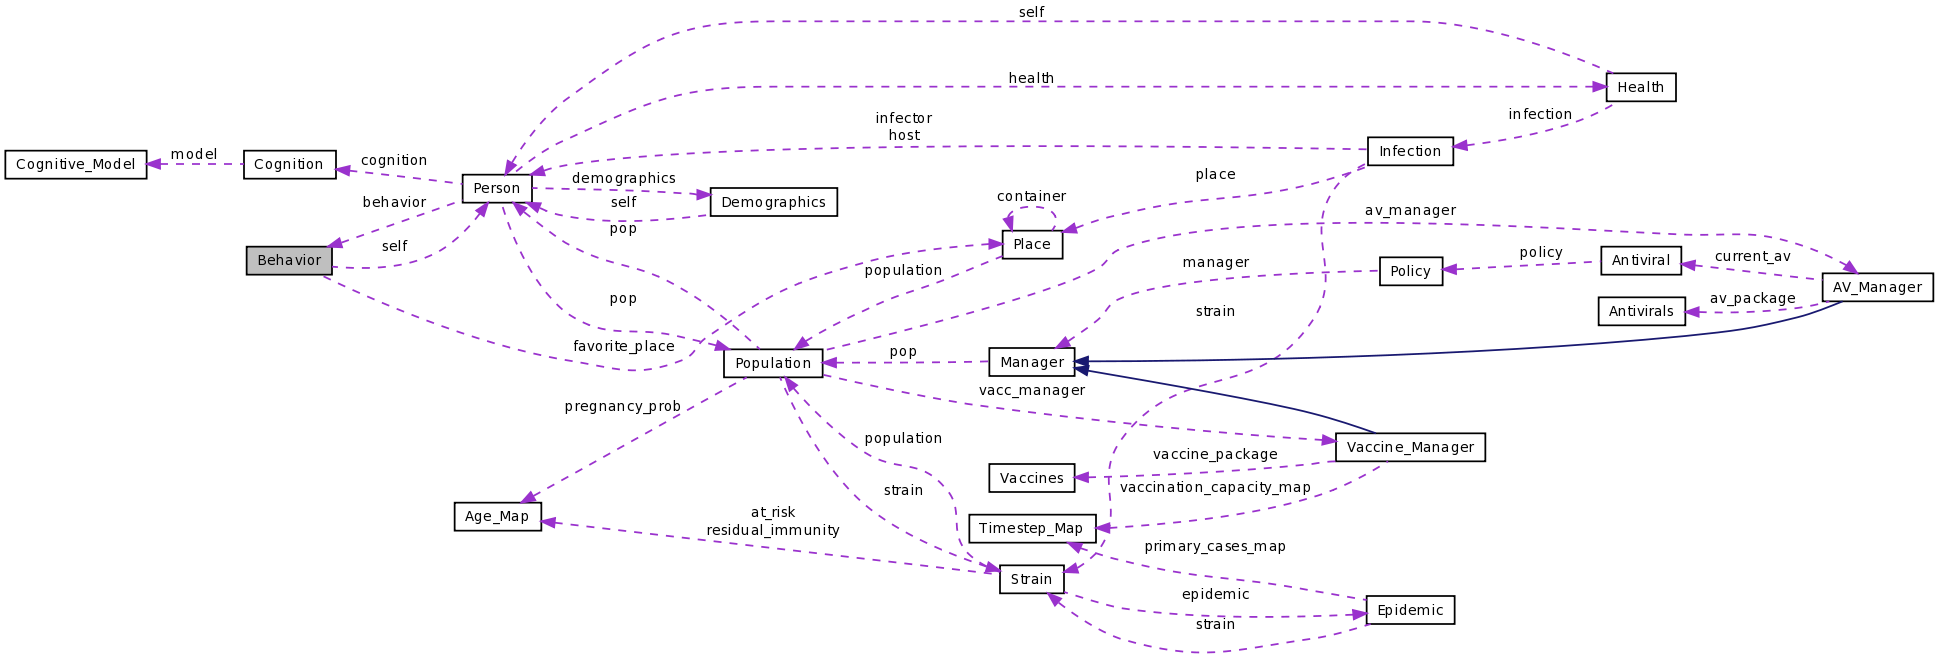 self
health
Health
infection
infector
host
Infection
model
Cognitive_Model
Cognition
cognition
Person
demographics
Demographics
self
pop
place
container
behavior
self
Behavior
Place
av_manager
population
manager
policy
Policy
Antiviral
current_av
AV_Manager
av_package
Antivirals
pop
strain
favorite_place
Population
pop
Manager
vacc_manager
pregnancy_prob
population
Vaccine_Manager
vaccine_package
Vaccines
strain
vaccination_capacity_map
Age_Map
at_risk
residual_immunity
Timestep_Map
primary_cases_map
Strain
epidemic
Epidemic
strain